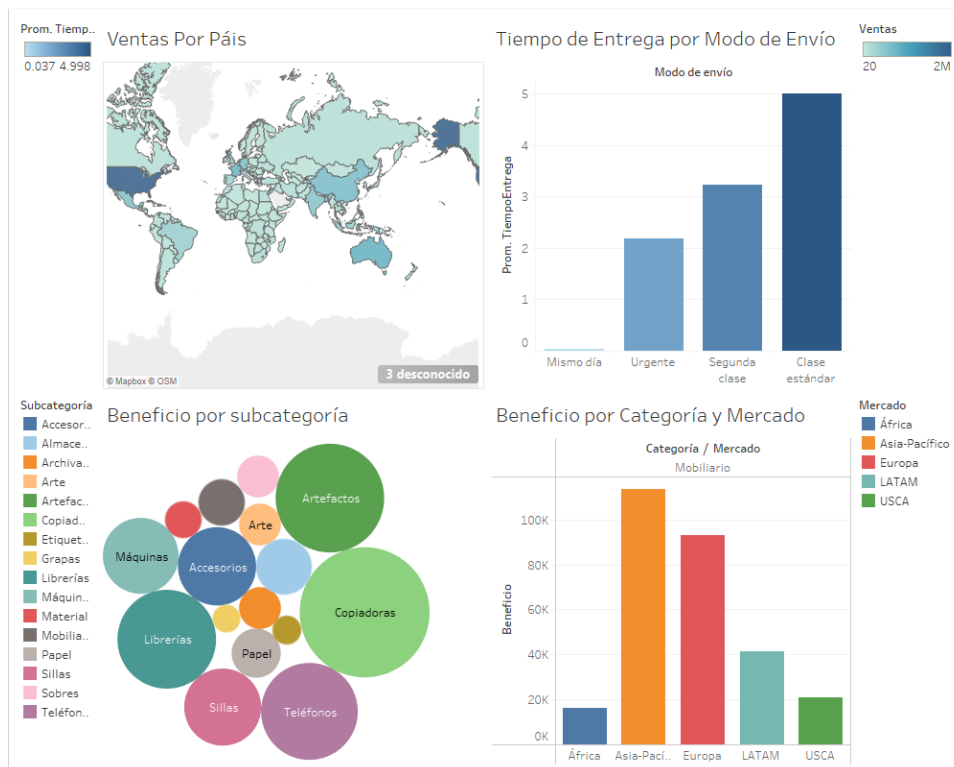 Prom. Tiemp..
0.037 4.998
Ventas Por Páis
Tiempo de Entrega por Modo de Envío
Ventas
20 2M
Modo de envío
Prom. TiempoEntrega
5
4
3
2
1
0
Mismo día
Urgente
Segunda
clase
Clase
estándar
© Mapbox © OSM
3 desconocido
Subcategoría
Accesor..
Almace..
Archiva..
Arte
Artefac..
Copiad..
Etiquet..
Grapas
Librerías
Máquin..
Material
Mobilia..
Papel
Sillas
Sobres
Teléfon..
Beneficio por subcategoría
Artefactos
Arte
Máquinas
Accesorios
Copiadoras
Librerías
Papel
Sillas
Teléfonos
Beneficio por Categoría y Mercado
Categoría / Mercado
Mobiliario
Beneficio
100K
80K
60K
40K
20K
0K
África
Asia-Pací..
Europa
LATAM
USCA
Mercado
África
Asia-Pacífico
Europa
LATAM
USCA